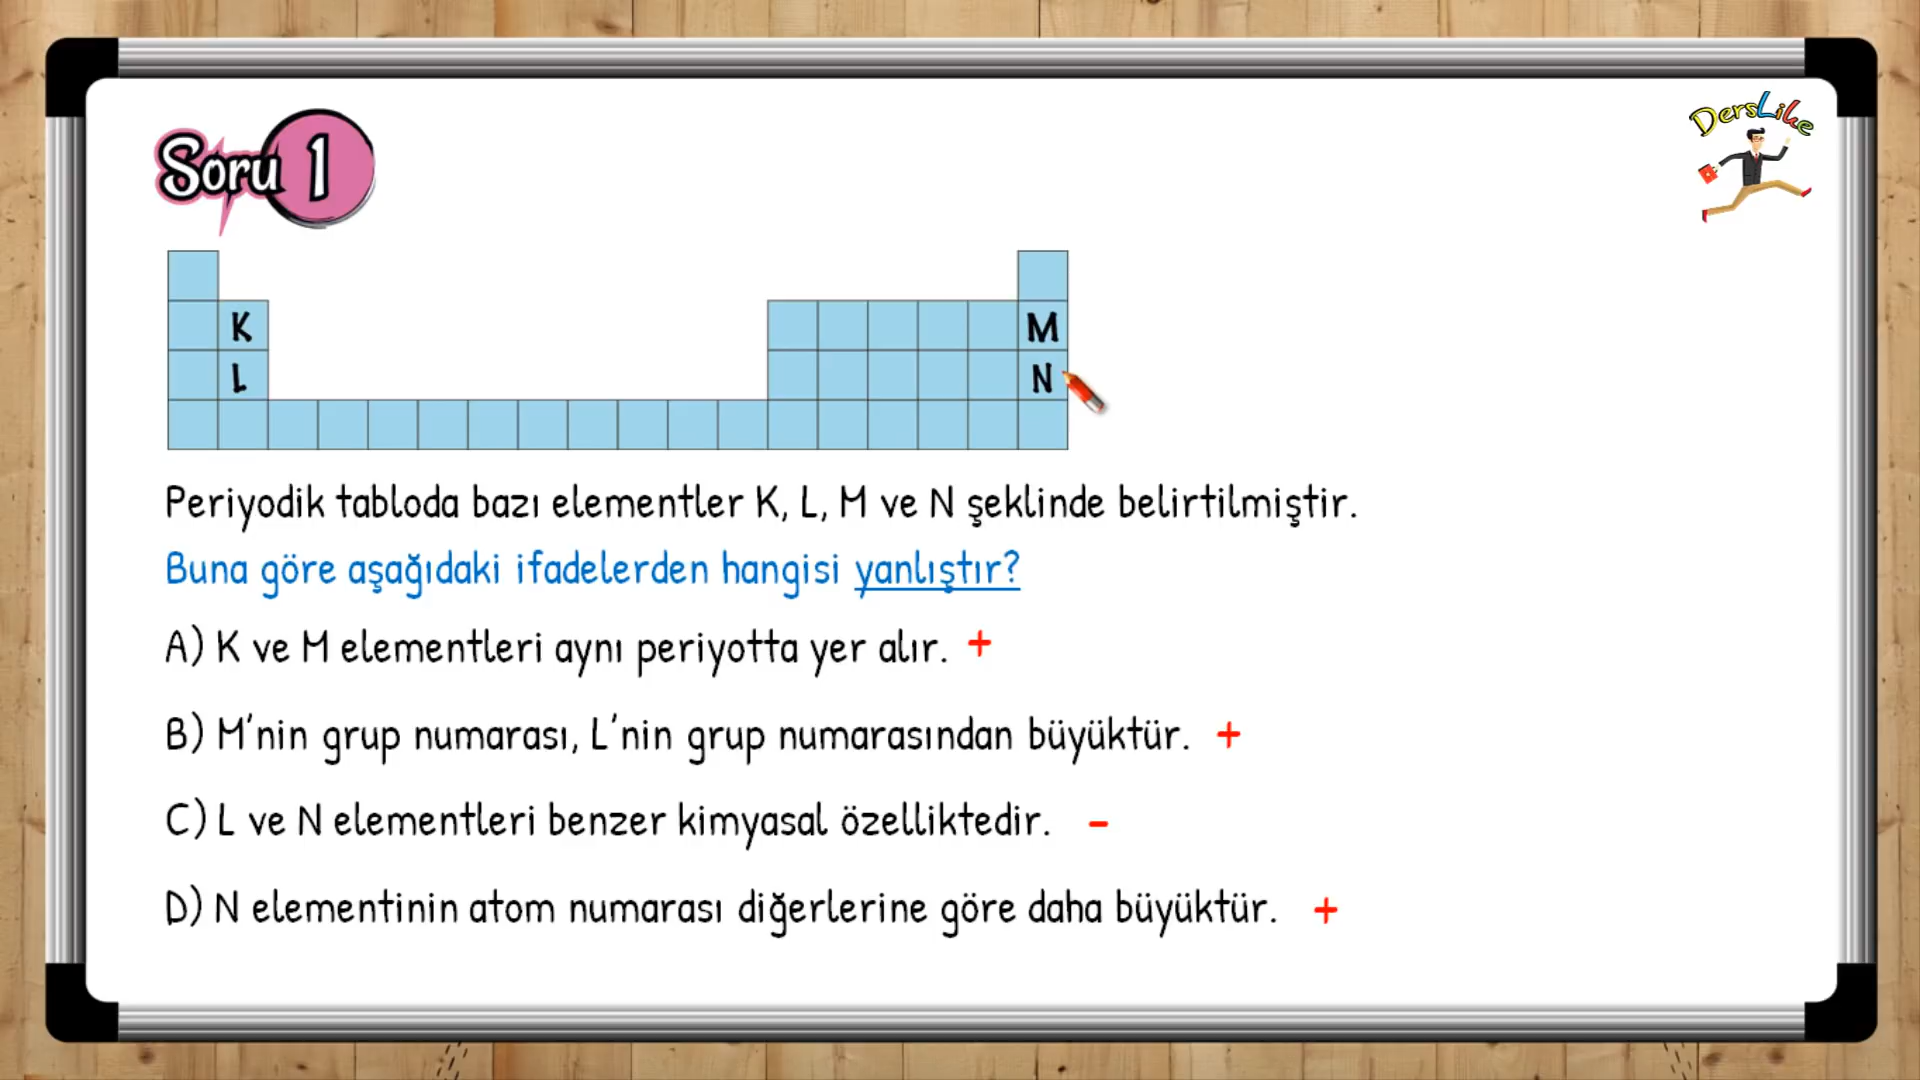 DersLike
Soru 1
K
M
L
N
Periyodik tabloda bazı elementler K, L, M ve N şeklinde belirtilmiştir.
Buna göre aşağıdaki ifadelerden hangisi yanlıştır?
A) K ve M elementleri aynı periyotta yer alır. +
B) M'nin grup numarası, L'nin grup numarasından büyüktür. +
C) L ve N elementleri benzer kimyasal özelliktedir. -
D) N elementinin atom numarası diğerlerine göre daha büyüktür. +